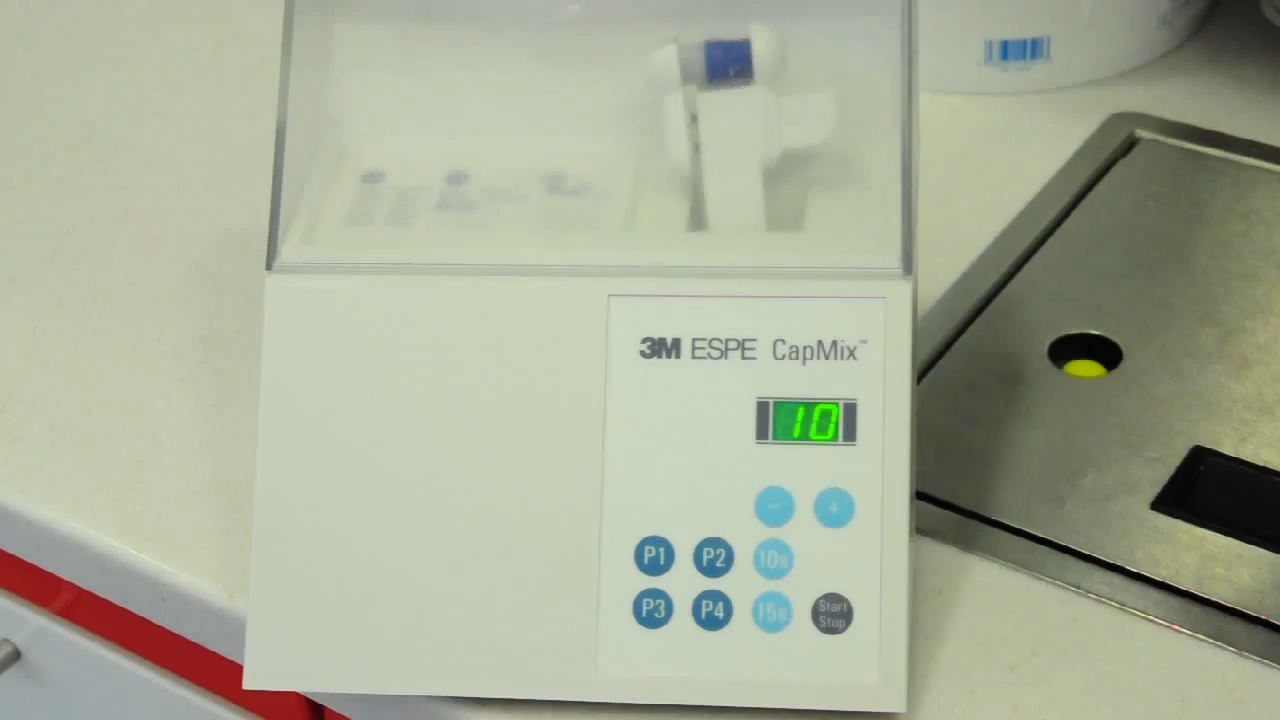 3M ESPE CapMix™
10
- +
P1 P2 10s
P3 P4 15s Start
Stop